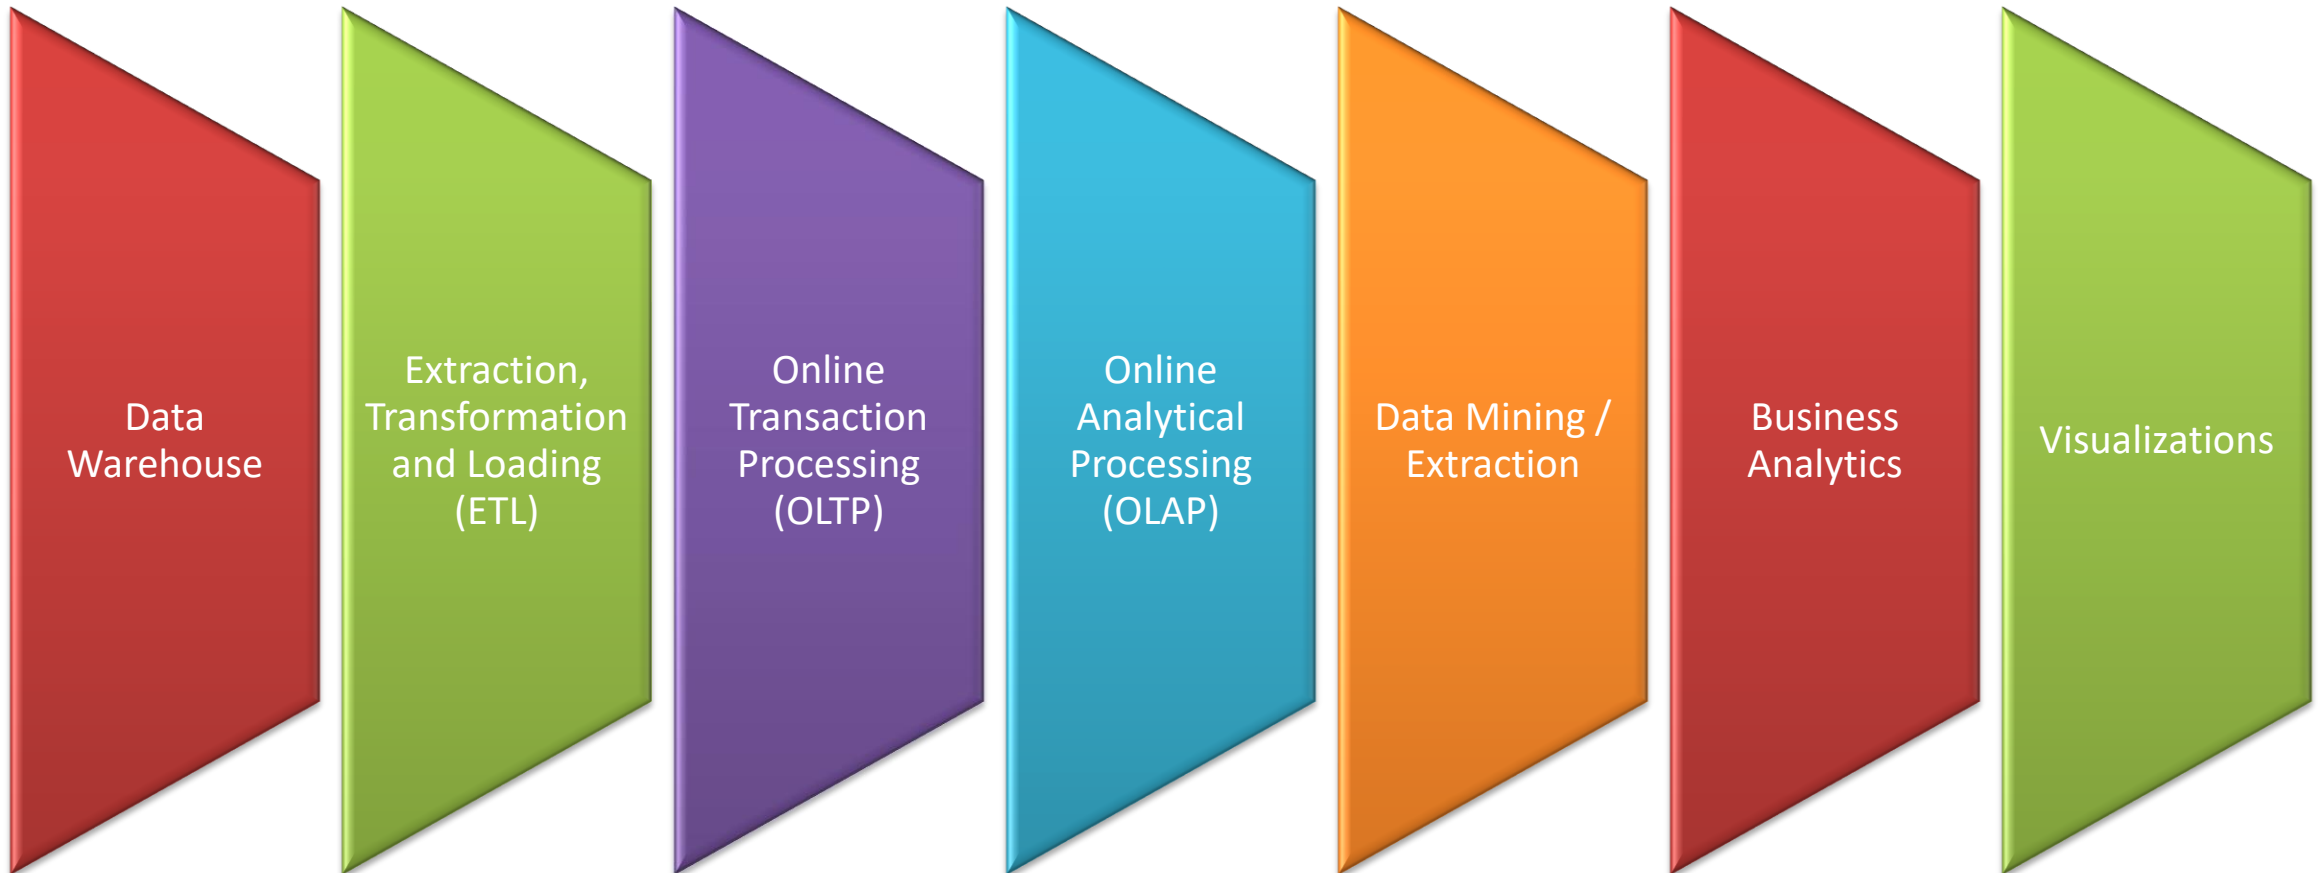 Data
Warehouse
Extraction,
Transformation
and Loading
(ETL)
Online
Transaction
Processing
(OLTP)
Online
Analytical
Processing
(OLAP)
Data Mining /
Extraction
Business
Analytics
Visualizations